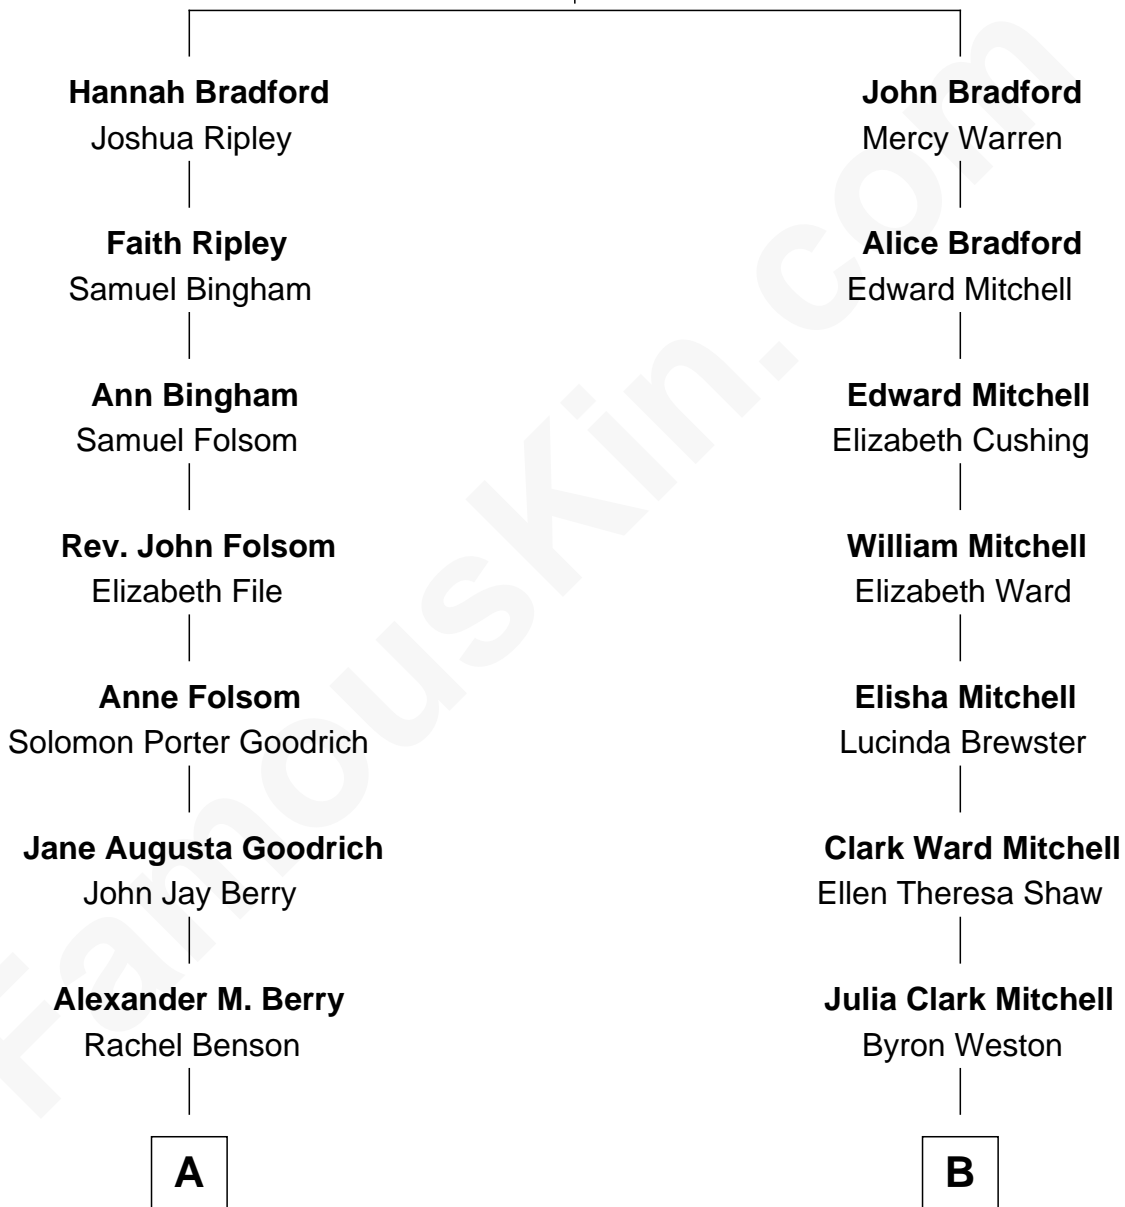 Hannah Bradford
Joshua Ripley
Faith Ripley
Samuel Bingham
Ann Bingham
Samuel Folsom
Rev. John Folsom
Elizabeth File
Anne Folsom
Solomon Porter Goodrich
Jane Augusta Goodrich
John Jay Berry
Alexander M. Berry
Rachel Benson
A
John Bradford
Mercy Warren
Alice Bradford
Edward Mitchell
Edward Mitchell
Elizabeth Cushing
William Mitchell
Elizabeth Ward
Elisha Mitchell
Lucinda Brewster
Clark Ward Mitchell
Ellen Theresa Shaw
Julia Clark Mitchell
Byron Weston
B
FamousKin.com